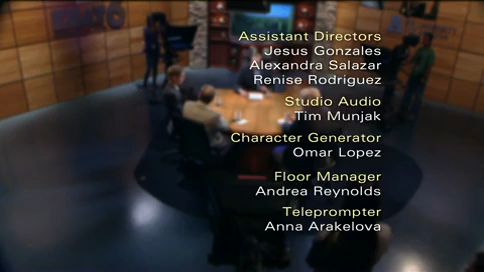 Assistant Directors
Jesus Gonzales
Alexandra Salazar
Renise Rodriguez
Studio Audio
Tim Munjak
Character Generator
Omar Lopez
Floor Manager
Andrea Reynolds
Teleprompter
Anna Arakelova